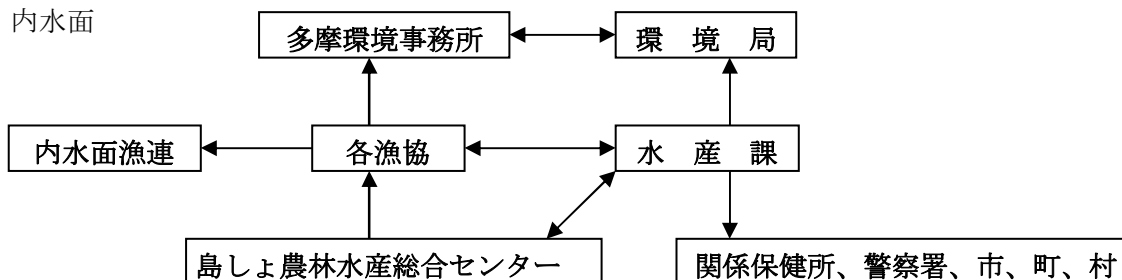 内水面
多摩環境事務所
環境局
内水面漁連
各漁協
水産課
島しょ農林水産総合センター
関係保健所、警察署、市、町、村